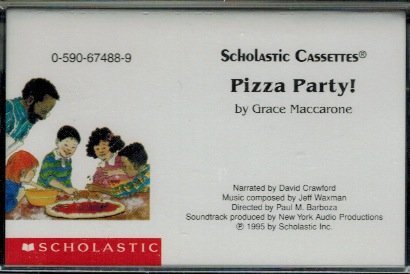 0-590-67488-9
Scholastic Cassettes®
Pizza Party!
by Grace Maccarone
Narrated by David Crawford
Music composed by Jeff Waxman
Directed by Paul M. Barboza
Soundtrack produced by New York Audio Productions
℗ 1995 by Scholastic Inc.
SCHOLASTIC